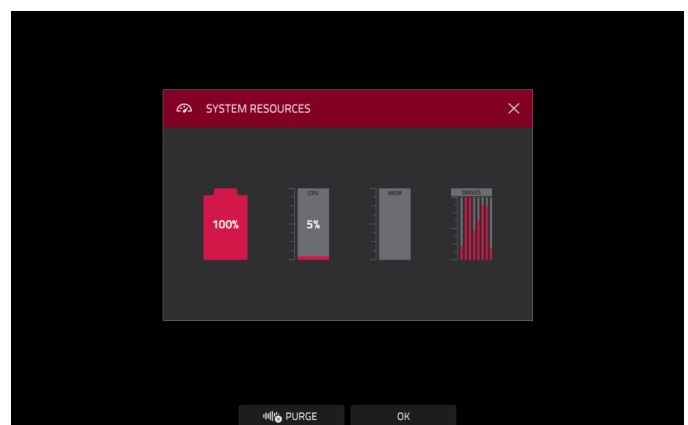 SYSTEM RESOURCES
CPU
MEM
DRIVES
100%
5%
PURGE
OK